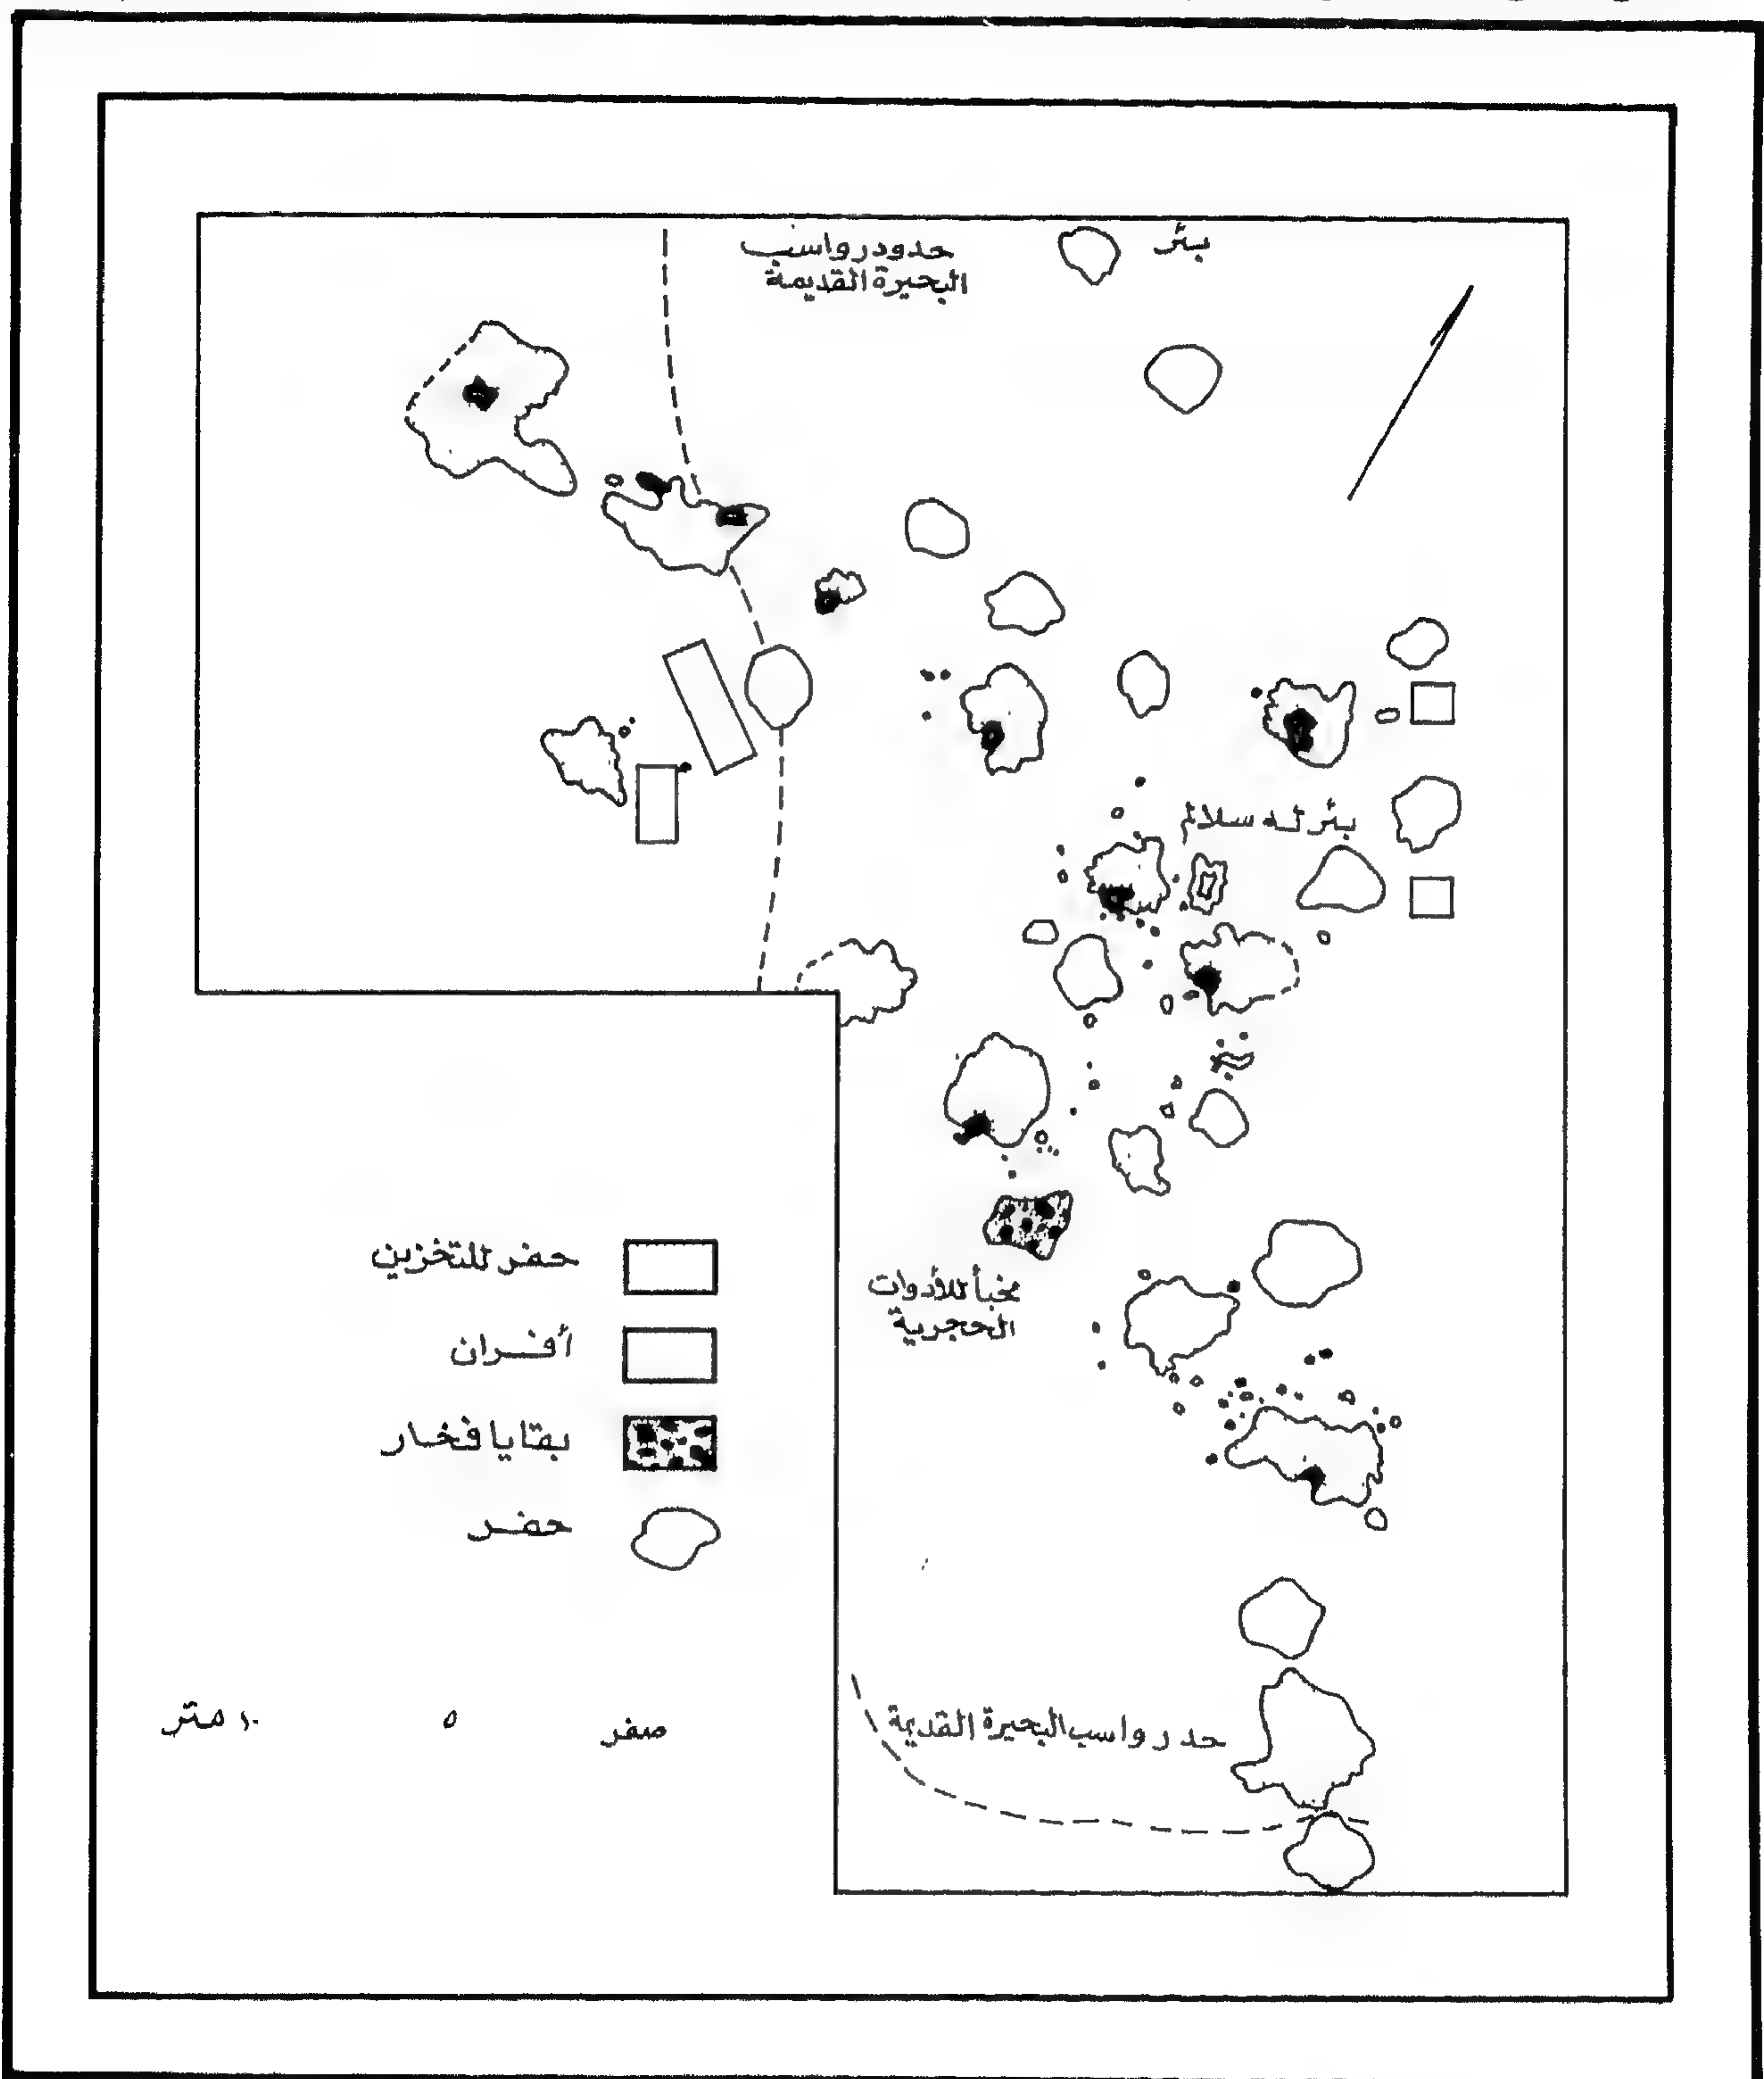 حدود رواسب
البحيرة القديمة
بئر
بئر له سلالم
مخبأ للأدوات
الحجرية
حفر للتخزين
أفران
بقايا فخار
حفر
صفر
٥
١٠ متر
حد رواسب البحيرة القديمة